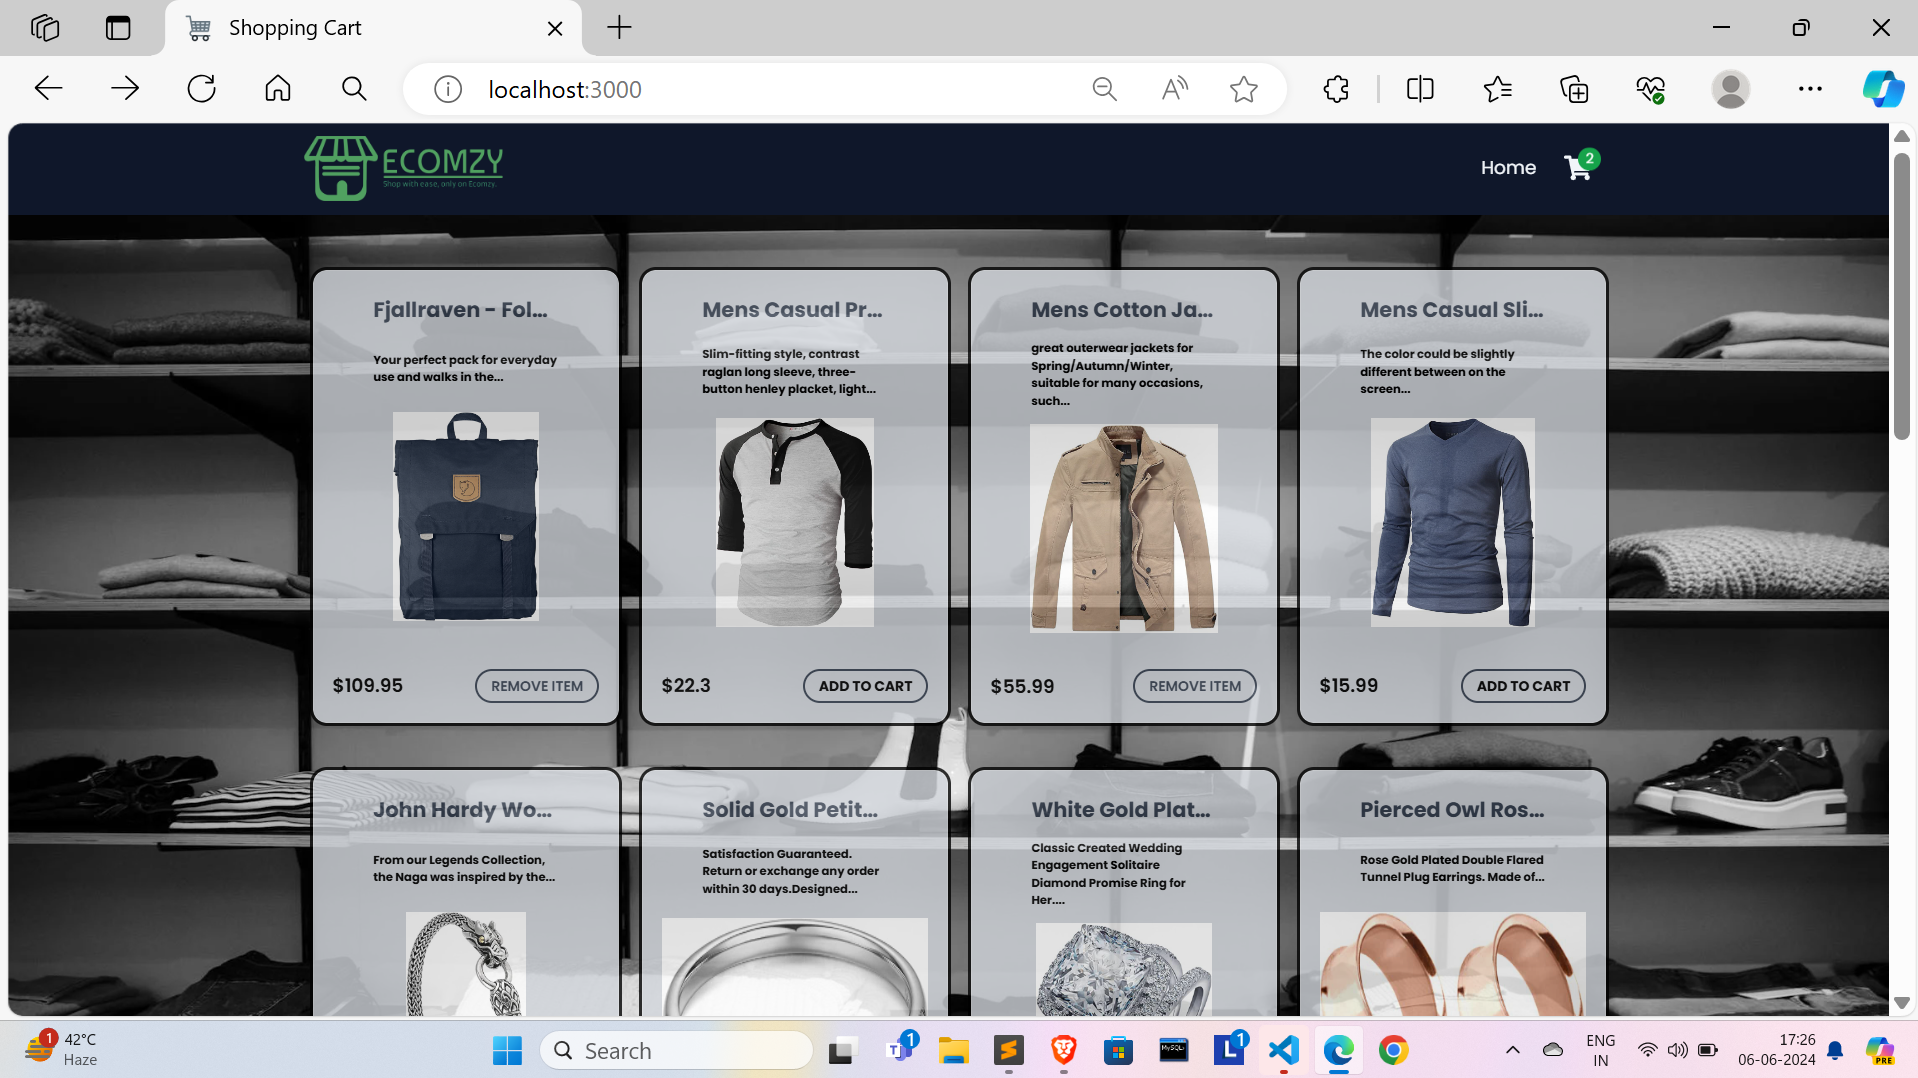 Shopping Cart
localhost:3000
ECOMZY
Shop with ease, only on Ecomzy.
Home
2
Fjallraven - Fol...
Your perfect pack for everyday
use and walks in the...
$109.95
REMOVE ITEM
Mens Casual Pr...
Slim-fitting style, contrast
raglan long sleeve, three-
button henley placket, light...
$22.3
ADD TO CART
Mens Cotton Ja...
great outerwear jackets for
Spring/Autumn/Winter,
suitable for many occasions,
such...
$55.99
REMOVE ITEM
Mens Casual Sli...
The color could be slightly
different between on the
screen...
$15.99
ADD TO CART
John Hardy Wo...
From our Legends Collection,
the Naga was inspired by the...
Solid Gold Petit...
Satisfaction Guaranteed.
Return or exchange any order
within 30 days.Designed...
White Gold Plat...
Classic Created Wedding
Engagement Solitaire
Diamond Promise Ring for
Her....
Pierced Owl Ros...
Rose Gold Plated Double Flared
Tunnel Plug Earrings. Made of...
1
42°C
Haze
Search
1
MySQL
L
1
ENG
IN
17:26
06-06-2024
PRE